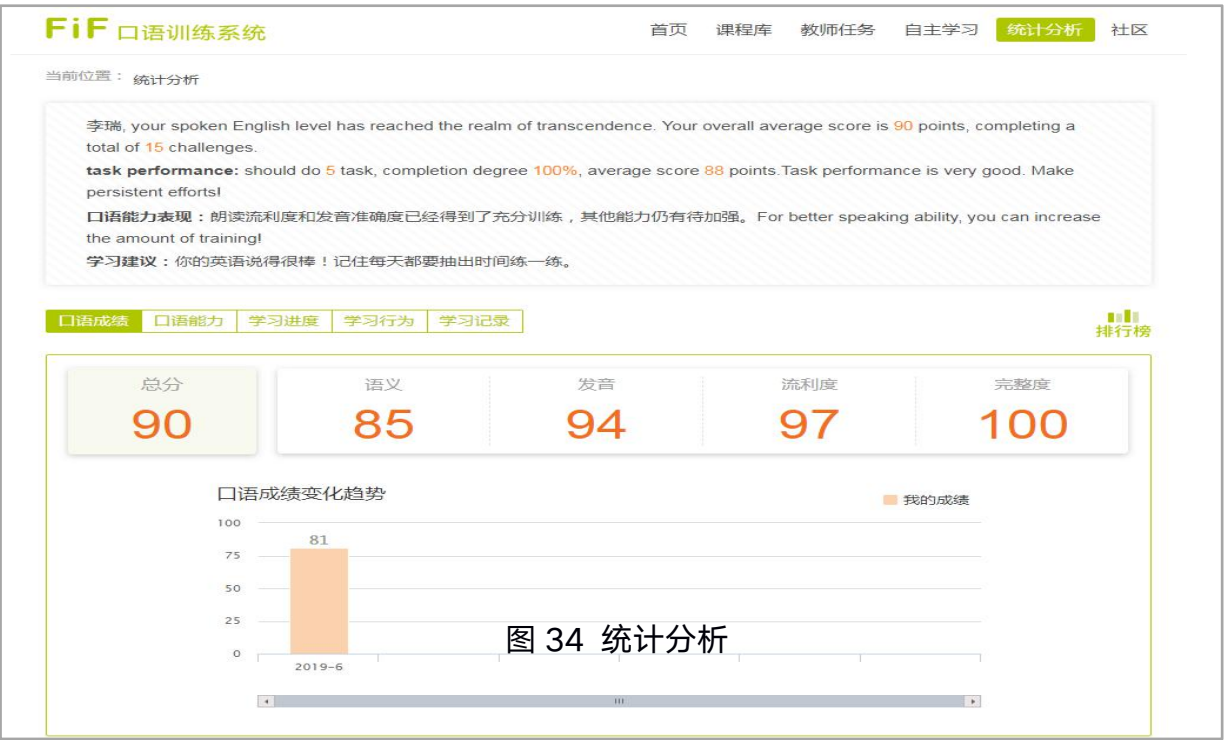 FiF 口语训练系统 首页 课程库 教师任务 自主学习 统计分析 社区
当前位置： 统计分析
李瑞, your spoken English level has reached the realm of transcendence. Your overall average score is 90 points, completing a
total of 15 challenges.
task performance: should do 5 task, completion degree 100%, average score 88 points.Task performance is very good. Make
persistent efforts!
口语能力表现：朗读流利度和发音准确度已经得到了充分训练，其他能力仍有待加强。For better speaking ability, you can increase
the amount of training!
学习建议：你的英语说得很棒！记住每天都要抽出时间练一练。
口语成绩 口语能力 学习进度 学习行为 学习记录
排行榜
总分 语义 发音 流利度 完整度
90 85 94 97 100
口语成绩变化趋势
我的成绩
100
81
75
50
25
图 34 统计分析
0
2019-6